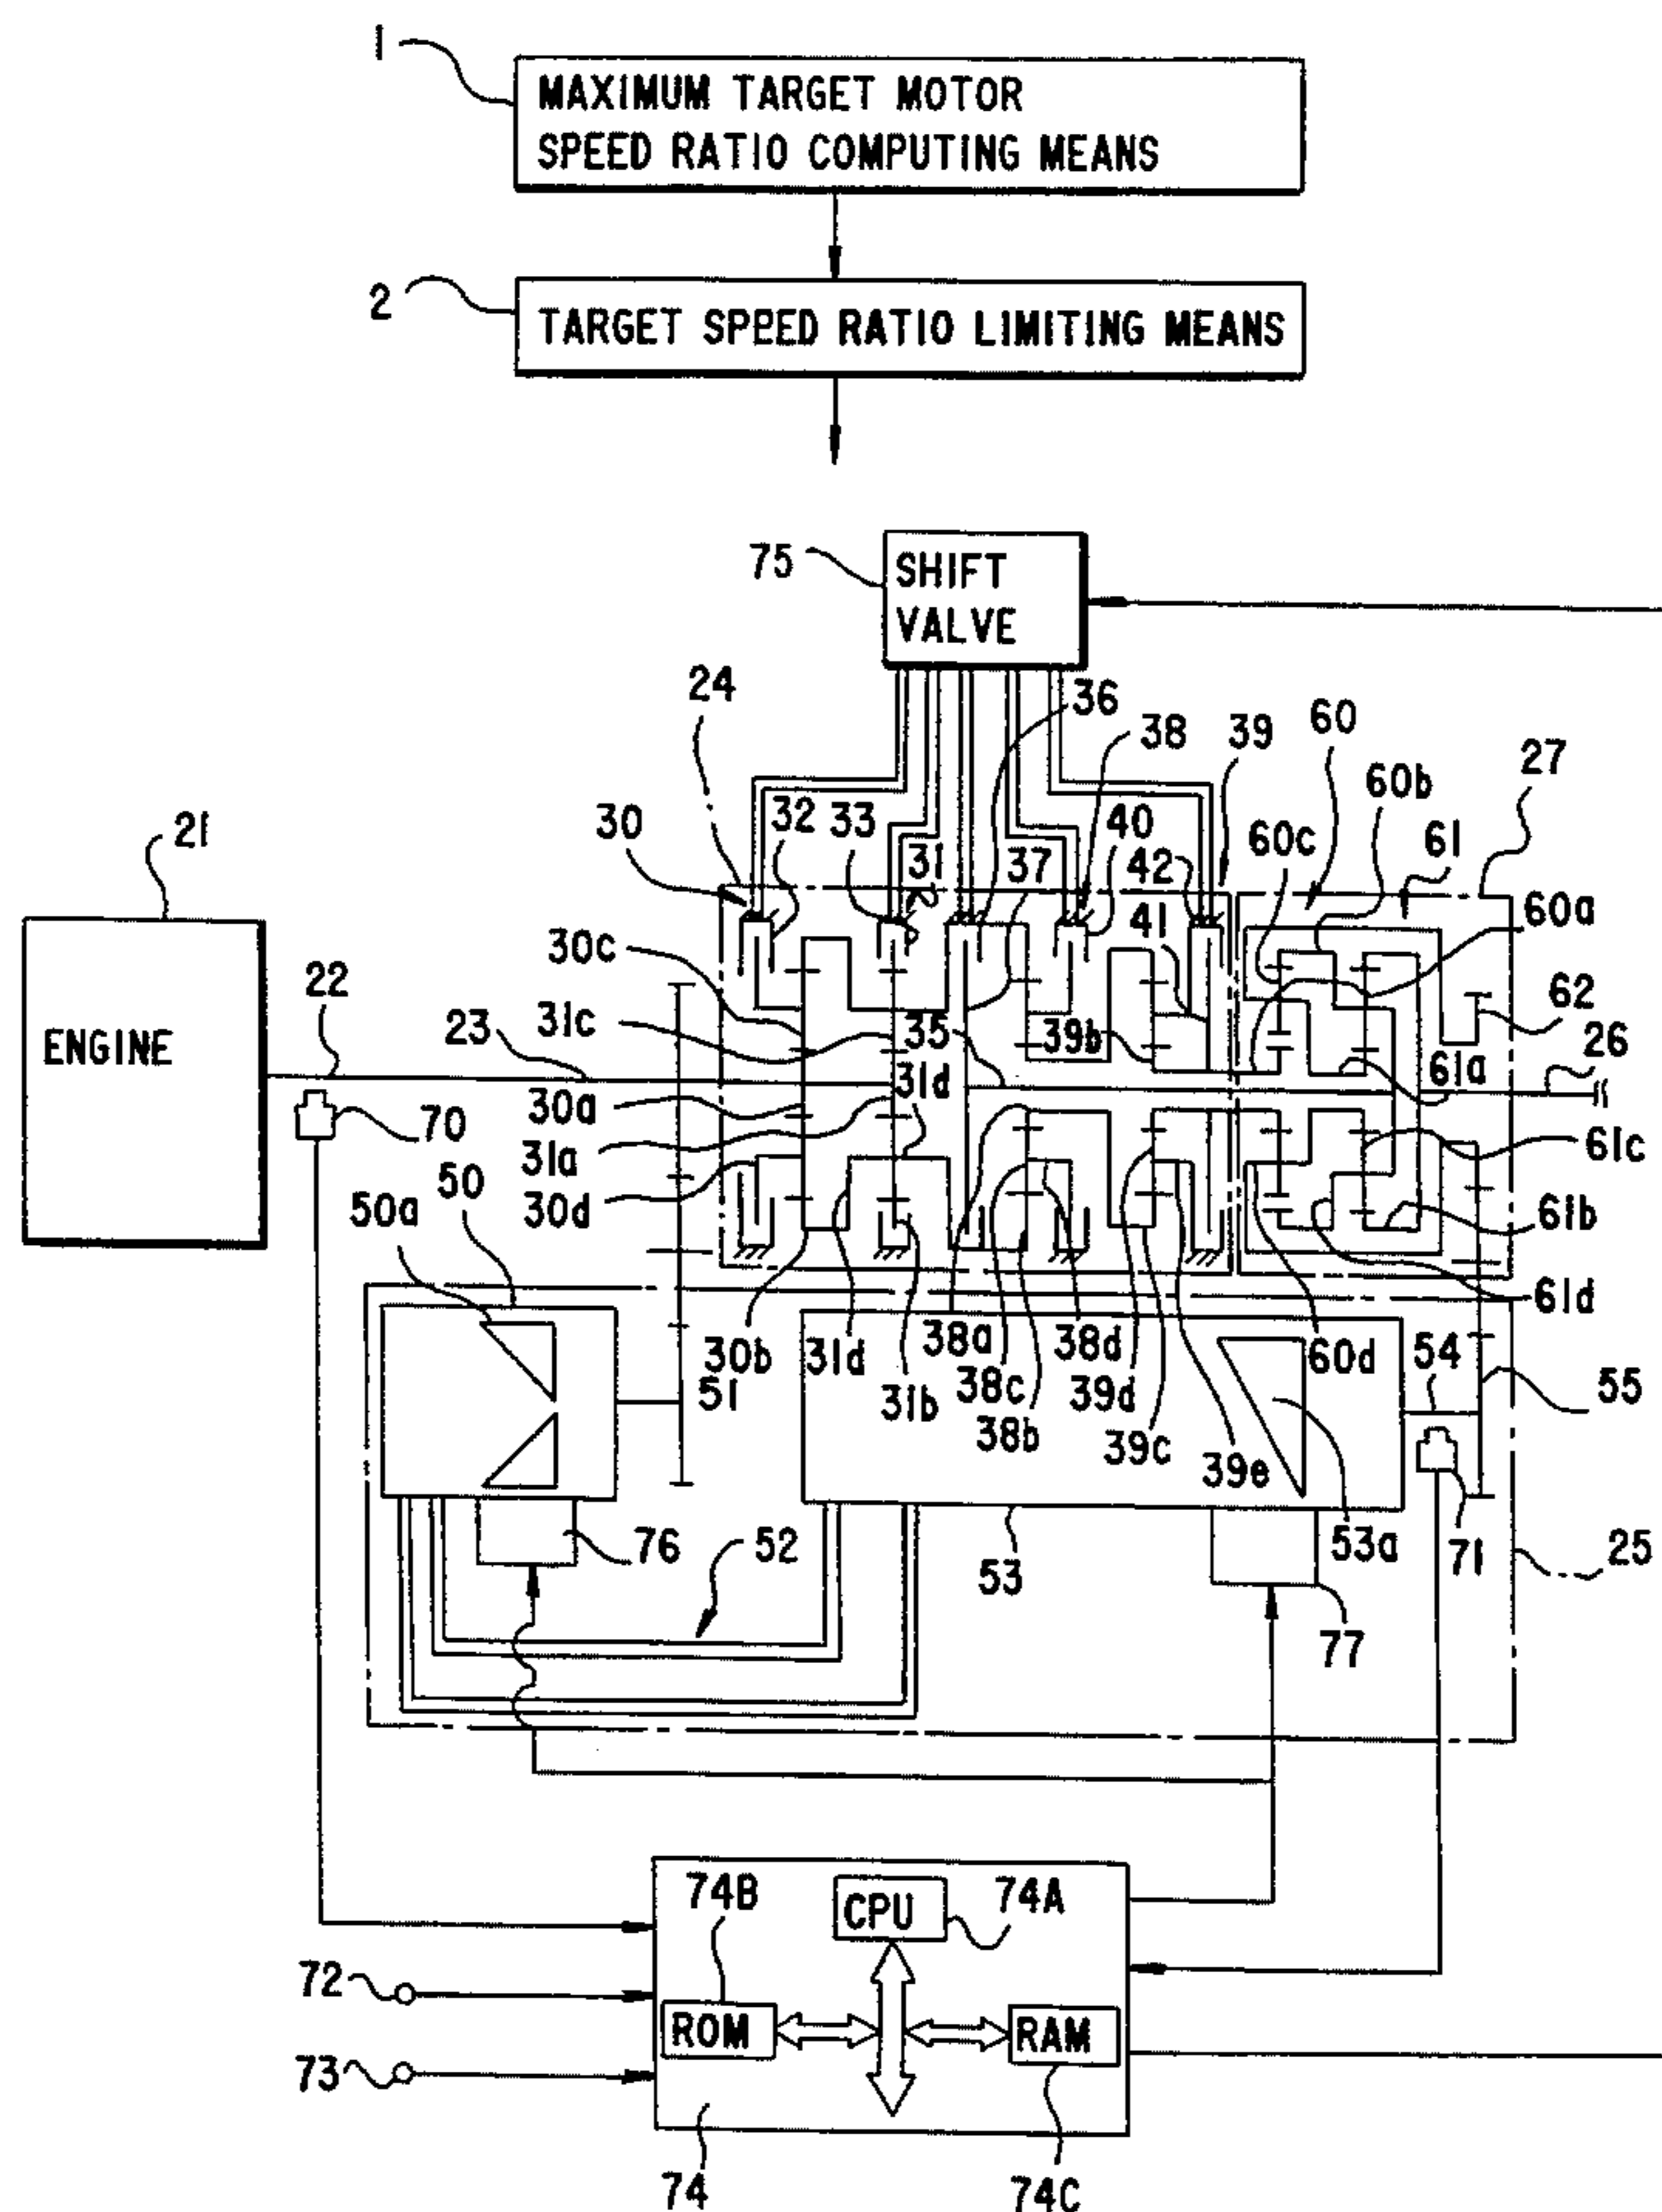 1
MAXIMUM TARGET MOTOR
SPEED RATIO COMPUTING MEANS
2
TARGET SPEED RATIO LIMITING MEANS
75
SHIFT
VALVE
24
36
38
39
60
27
21
30
32
33
31
37
40
42
60b
60c
61
60a
41
30c
22
31c
23
35
39b
62
26
ENGINE
31d
61a
30a
70
31a
61c
30d
50
50a
61b
61d
30b
31d
38a
38d
60d
54
51
31b
38c
39d
55
38b
39c
39e
76
52
53
53a
71
25
77
74B
CPU
74A
72
ROM
RAM
73
74
74C